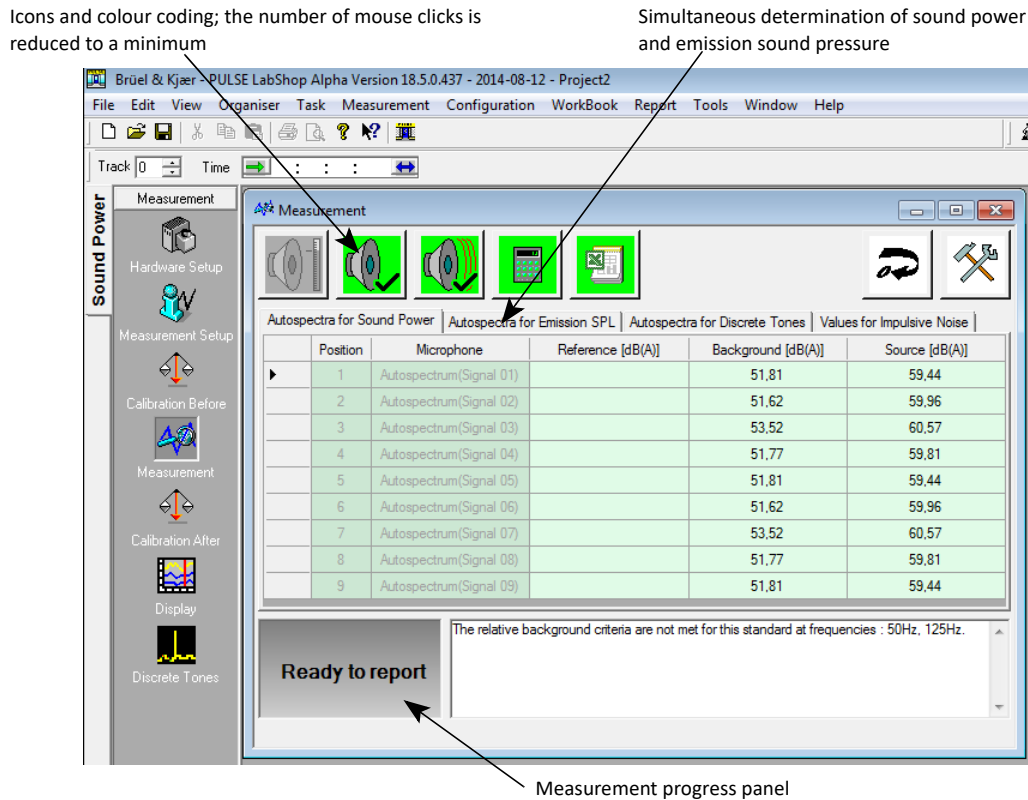 Icons and colour coding; the number of mouse clicks is
reduced to a minimum
Simultaneous determination of sound power
and emission sound pressure
Brüel & Kjær - PULSE LabShop Alpha Version 18.5.0.437 - 2014-08-12 - Project2
File Edit View Organiser Task Measurement Configuration WorkBook Report Tools Window Help
Track 0 Time : : :
Sound Power
Measurement
Hardware Setup
Measurement Setup
Calibration Before
Measurement
Calibration After
Display
Discrete Tones
Measurement
Autospectra for Sound Power Autospectra for Emission SPL Autospectra for Discrete Tones Values for Impulsive Noise
Position Microphone Reference [dB(A)] Background [dB(A)] Source [dB(A)]
1 Autospectrum(Signal 01) 51,81 59,44
2 Autospectrum(Signal 02) 51,62 59,96
3 Autospectrum(Signal 03) 53,52 60,57
4 Autospectrum(Signal 04) 51,77 59,81
5 Autospectrum(Signal 05) 51,81 59,44
6 Autospectrum(Signal 06) 51,62 59,96
7 Autospectrum(Signal 07) 53,52 60,57
8 Autospectrum(Signal 08) 51,77 59,81
9 Autospectrum(Signal 09) 51,81 59,44
Ready to report
The relative background criteria are not met for this standard at frequencies : 50Hz, 125Hz.
Measurement progress panel